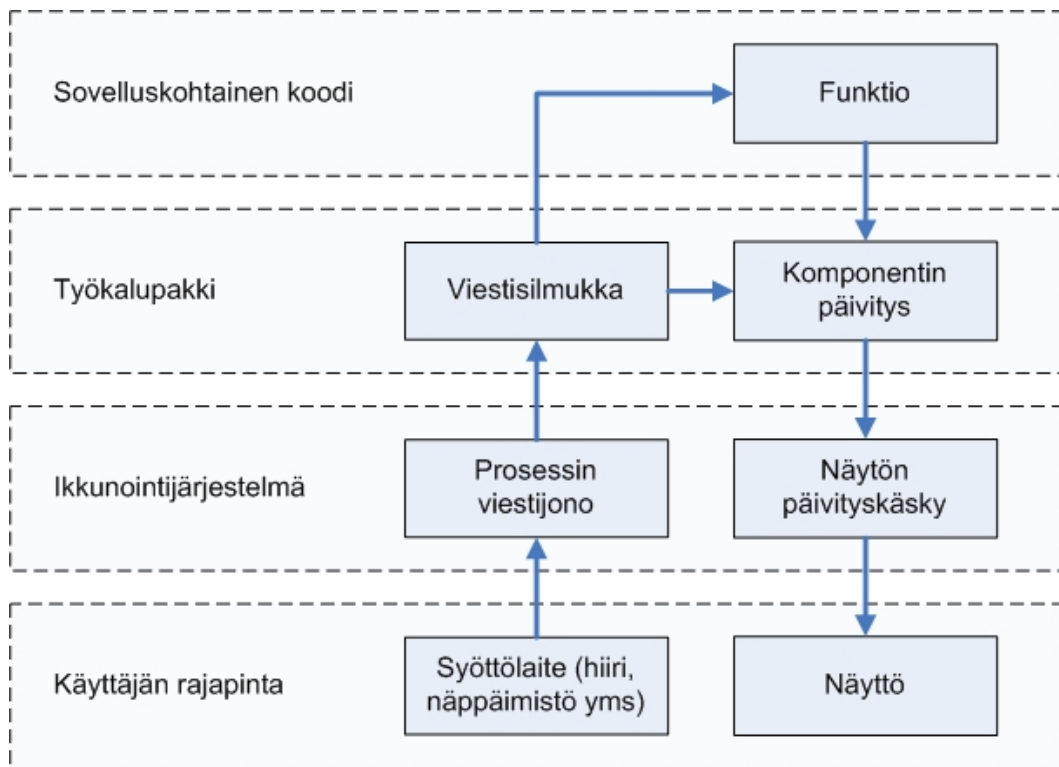 Sovelluskohtainen koodi
Funktio
Työkalupakki
Viestisilmukka
Komponentin
päivitys
Ikkunointijärjestelmä
Prosessin
viestijono
Näytön
päivityskäsky
Käyttäjän rajapinta
Syöttölaite (hiiri,
näppäimistö yms)
Näyttö